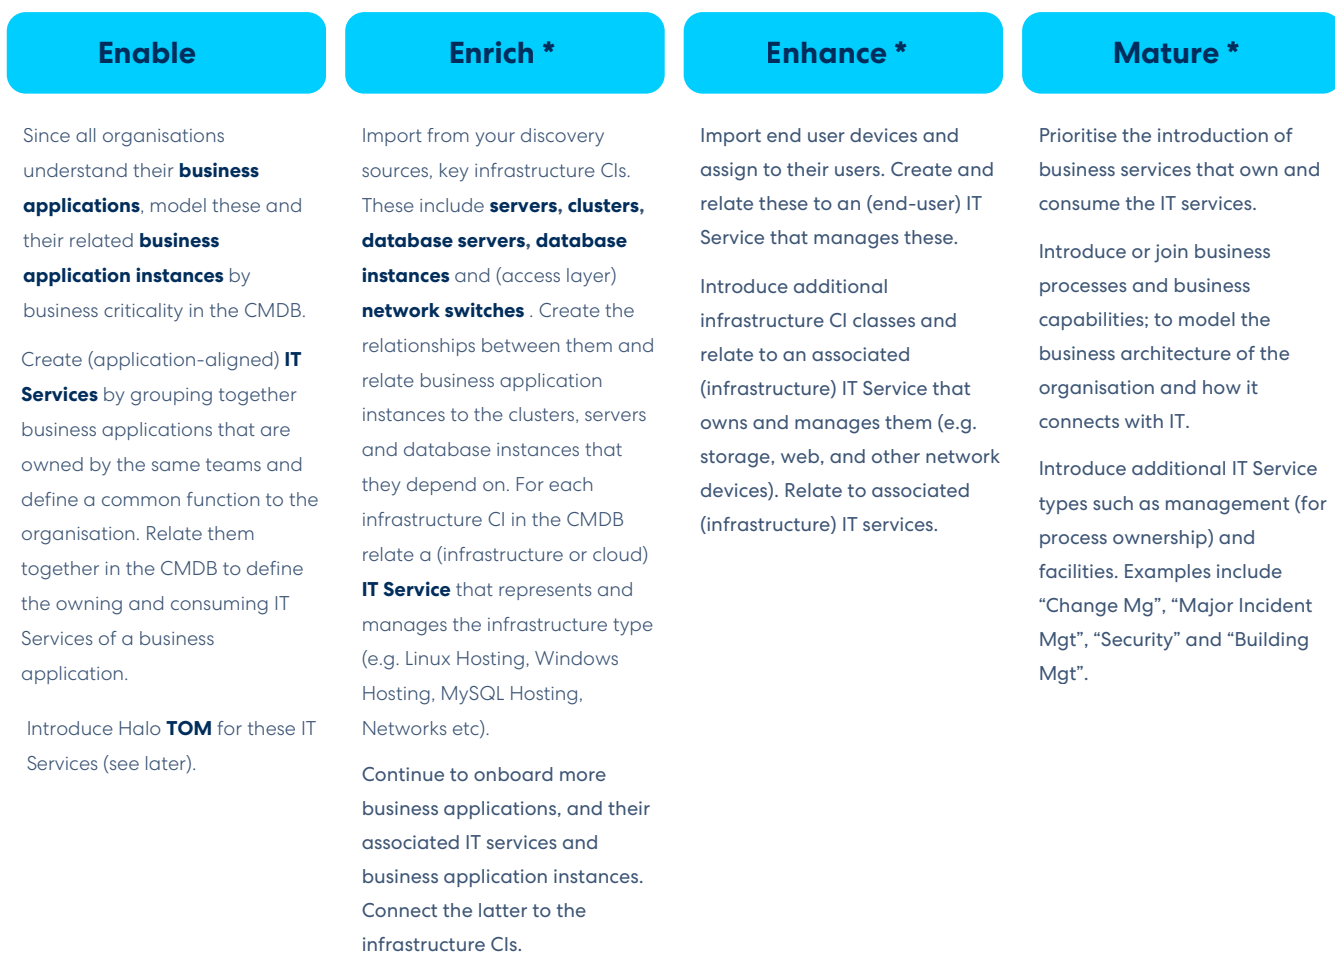 Enable
Since all organisations
understand their business
applications, model these and
their related business
application instances by
business criticality in the CMDB.
Create (application-aligned) IT
Services by grouping together
business applications that are
owned by the same teams and
define a common function to the
organisation. Relate them
together in the CMDB to define
the owning and consuming IT
Services of a business
application.
Introduce Halo TOM for these IT
Services (see later).
Enrich *
Import from your discovery
sources, key infrastructure CIs.
These include servers, clusters,
database servers, database
instances and (access layer)
network switches . Create the
relationships between them and
relate business application
instances to the clusters, servers
and database instances that
they depend on. For each
infrastructure CI in the CMDB
relate a (infrastructure or cloud)
IT Service that represents and
manages the infrastructure type
(e.g. Linux Hosting, Windows
Hosting, MySQL Hosting,
Networks etc).
Continue to onboard more
business applications, and their
associated IT services and
business application instances.
Connect the latter to the
infrastructure CIs.
Enhance *
Import end user devices and
assign to their users. Create and
relate these to an (end-user) IT
Service that manages these.
Introduce additional
infrastructure CI classes and
relate to an associated
(infrastructure) IT Service that
owns and manages them (e.g.
storage, web, and other network
devices). Relate to associated
(infrastructure) IT services.
Mature *
Prioritise the introduction of
business services that own and
consume the IT services.
Introduce or join business
processes and business
capabilities; to model the
business architecture of the
organisation and how it
connects with IT.
Introduce additional IT Service
types such as management (for
process ownership) and
facilities. Examples include
“Change Mg”, “Major Incident
Mgt”, “Security” and “Building
Mgt”.